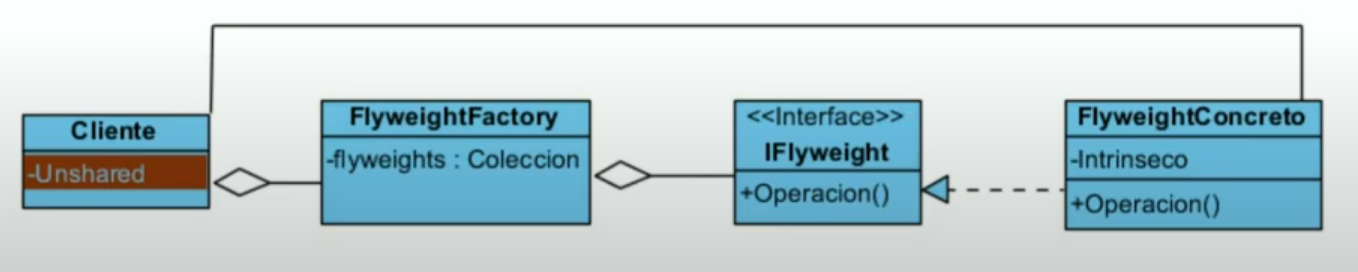 Cliente
-Unshared
FlyweightFactory
-flyweights : Coleccion
<<Interface>>
IFlyweight
+Operacion()
FlyweightConcreto
-Intrinseco
+Operacion()